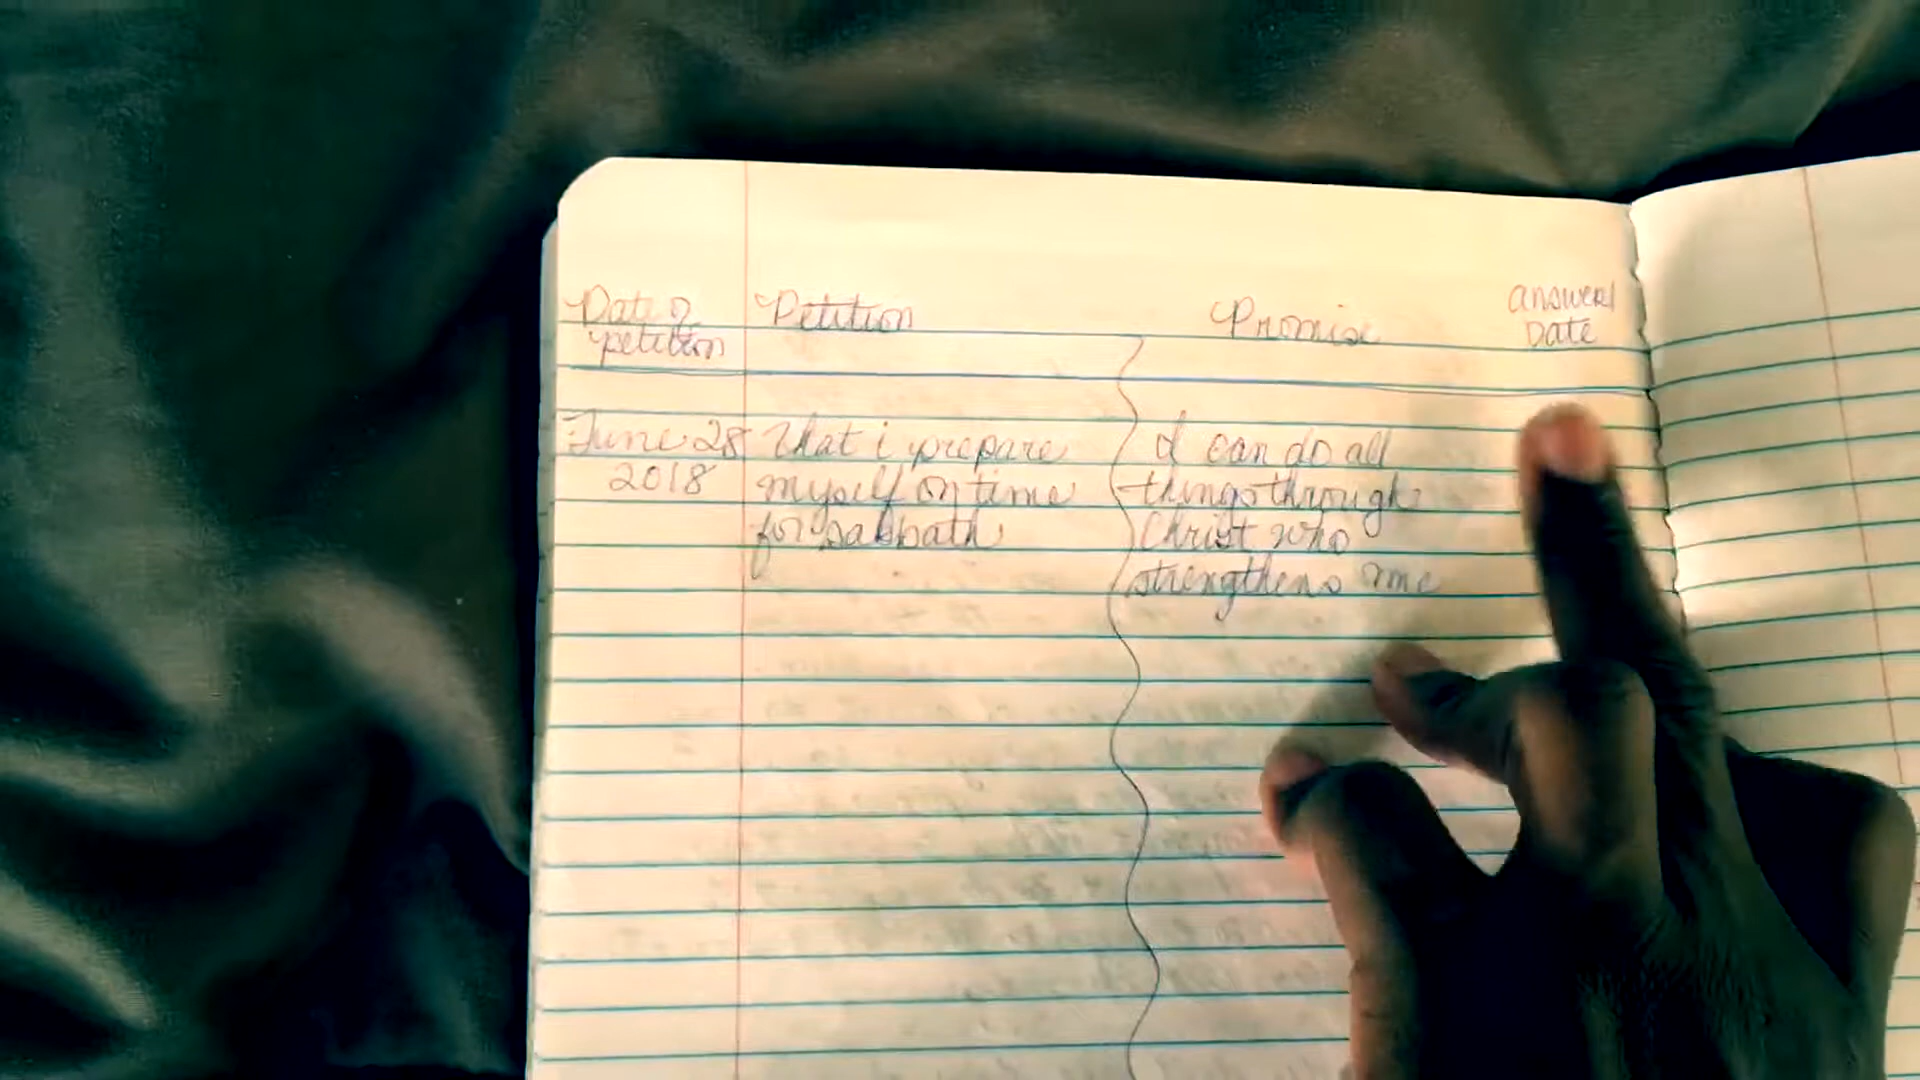 Date of
petition
Petition
Promise
Answer
Date
June 28
2018
that i prepare
myself on time
for sabbath
I can do all
things through
Christ who
strengthens me